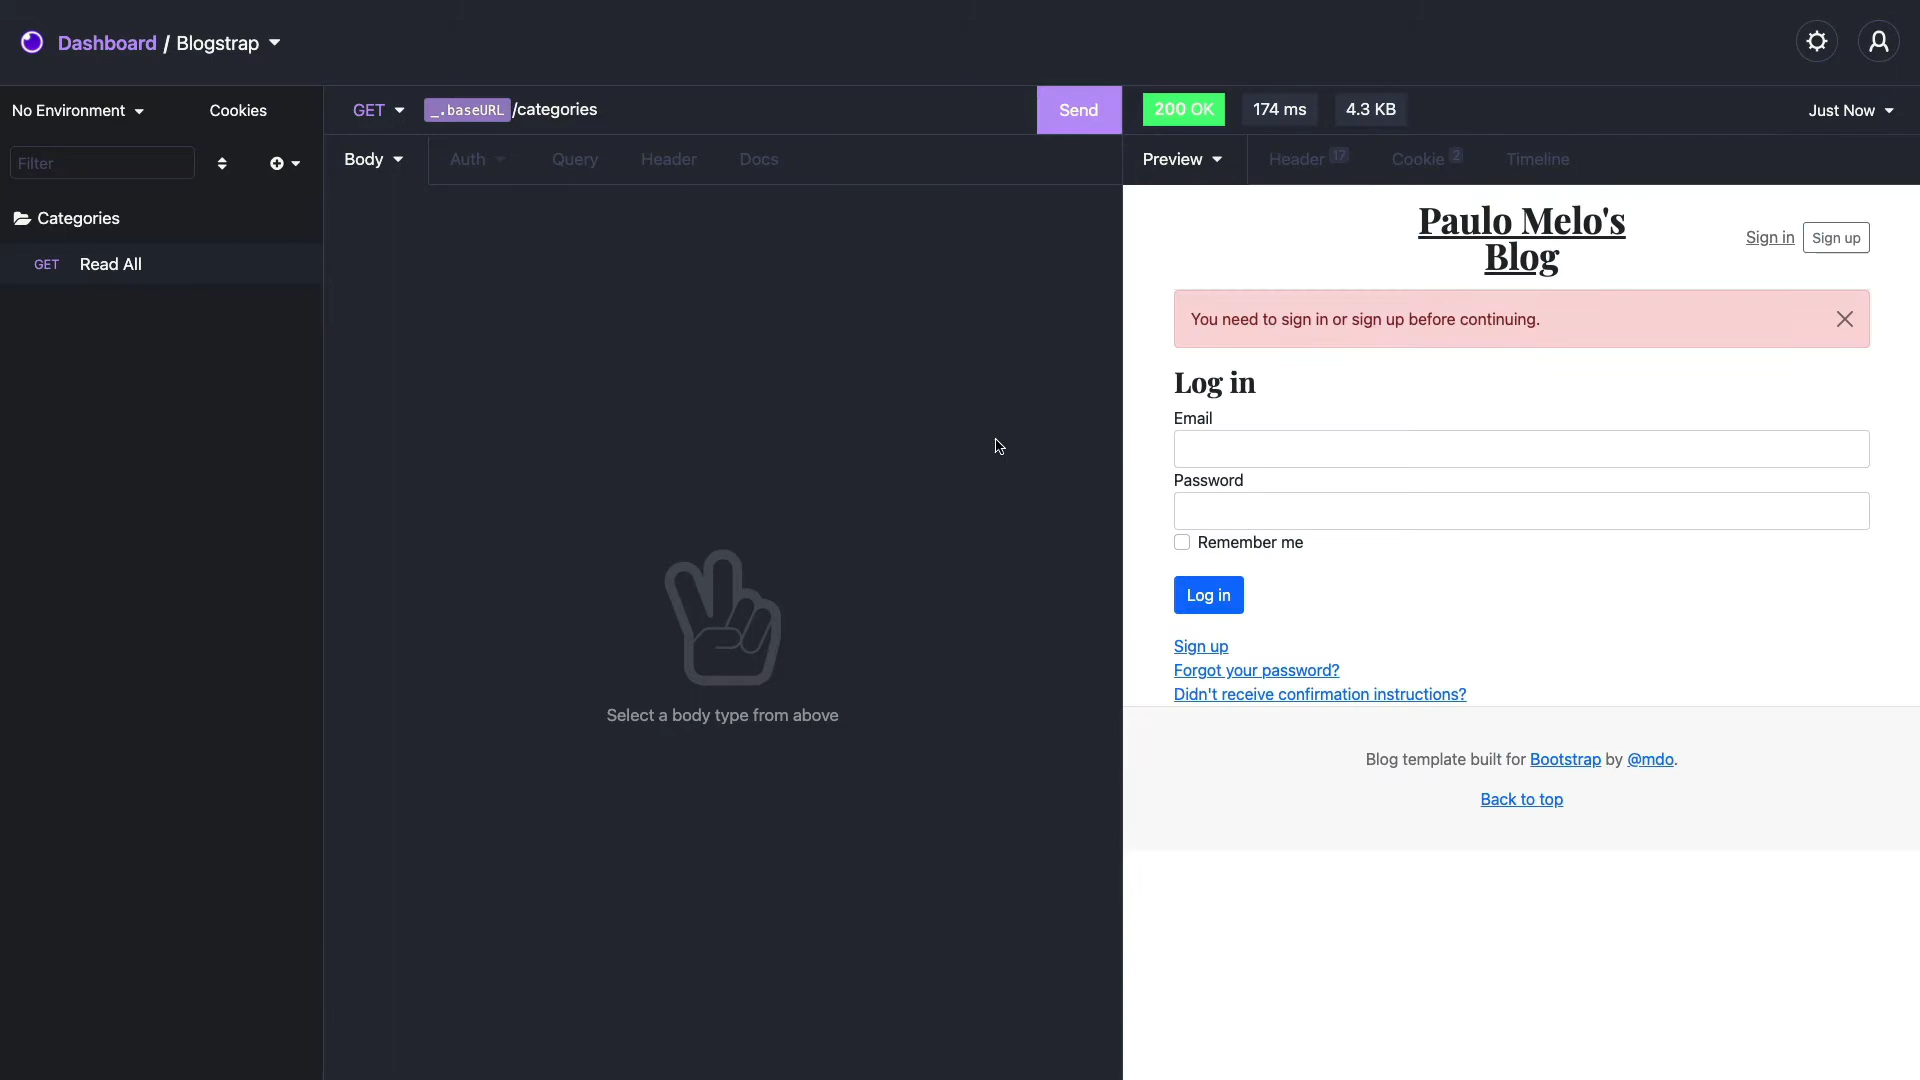 Dashboard / Blogstrap
No Environment
Cookies
GET
_.baseURL/categories
Send
200 OK
174 ms
4.3 KB
Just Now
Filter
Body
Auth
Query
Header
Docs
Preview
Header 17
Cookie 2
Timeline
Categories
GET Read All
Select a body type from above
Paulo Melo's
Blog
Sign in
Sign up
You need to sign in or sign up before continuing.
Log in
Email
Password
Remember me
Log in
Sign up
Forgot your password?
Didn't receive confirmation instructions?
Blog template built for Bootstrap by @mdo.
Back to top